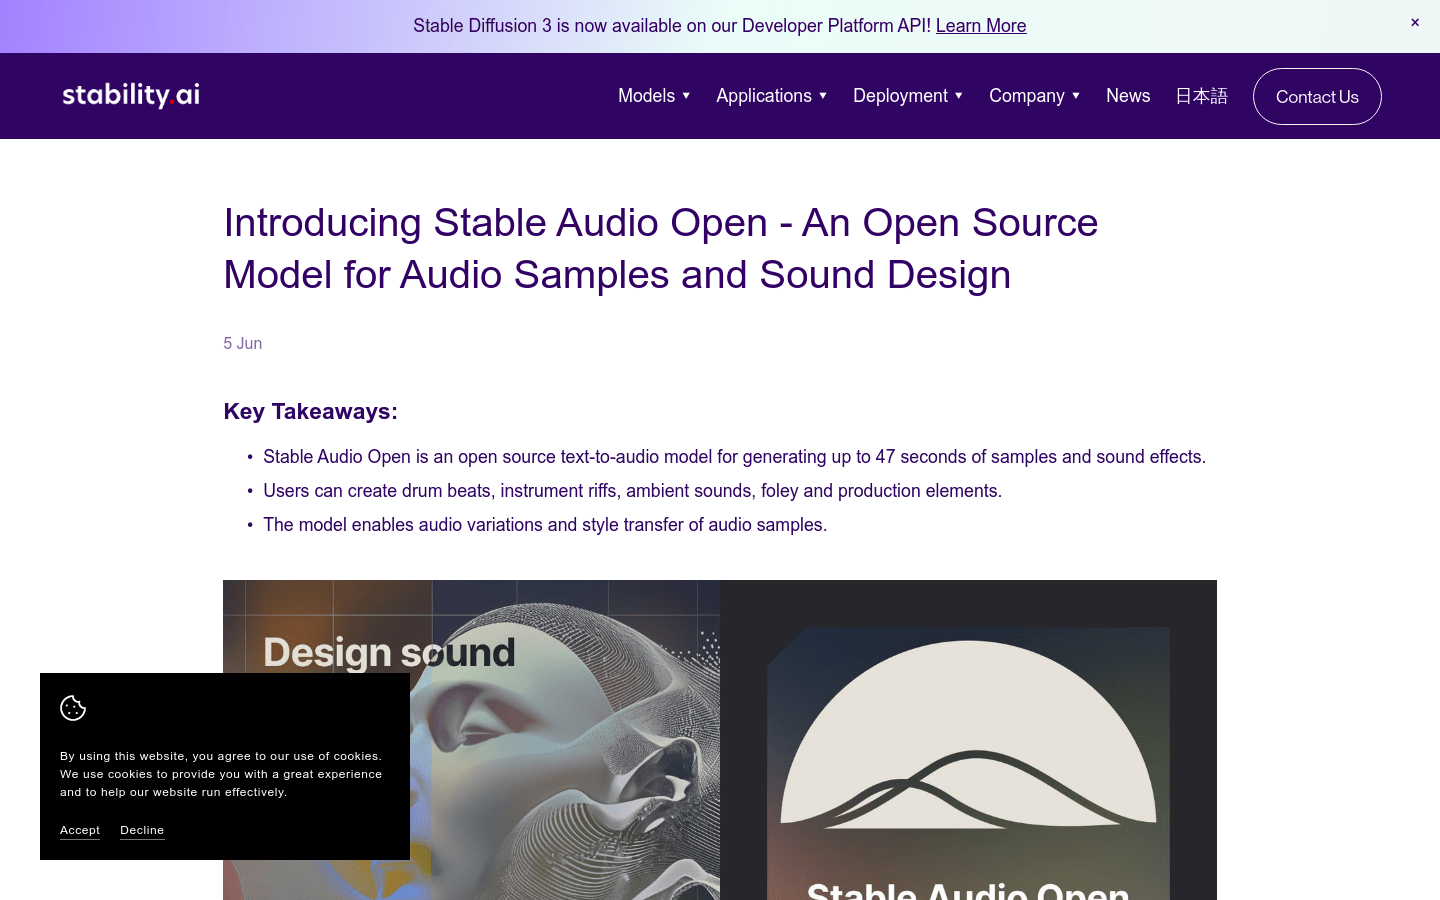 Stable Diffusion 3 is now available on our Developer Platform API! Learn More
×
stability.ai
Models ▼
Applications ▼
Deployment ▼
Company ▼
News
日本語
Contact Us
Introducing Stable Audio Open - An Open Source
Model for Audio Samples and Sound Design
5 Jun
Key Takeaways:
• Stable Audio Open is an open source text-to-audio model for generating up to 47 seconds of samples and sound effects.
• Users can create drum beats, instrument riffs, ambient sounds, foley and production elements.
• The model enables audio variations and style transfer of audio samples.
Design sound
Stable Audio Open
By using this website, you agree to our use of cookies.
We use cookies to provide you with a great experience
and to help our website run effectively.
Accept
Decline